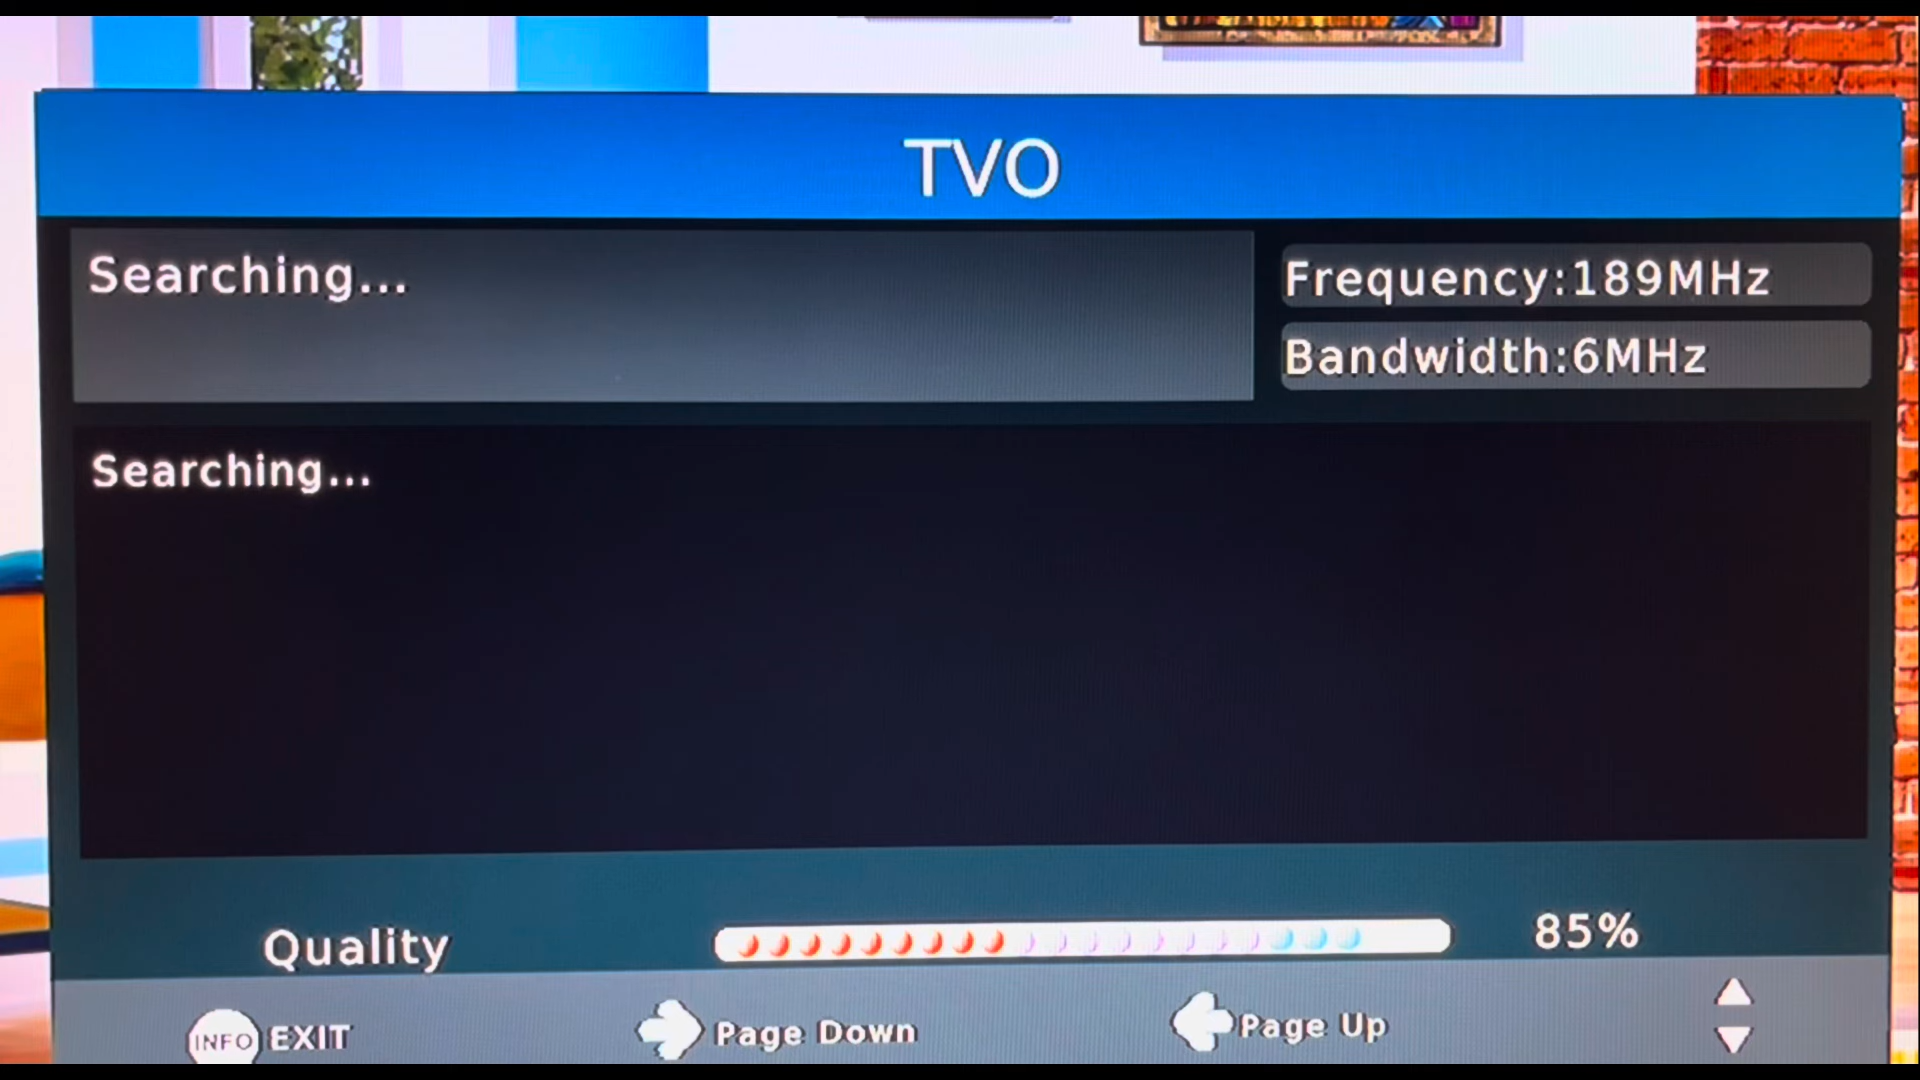 TVO
Searching...
Frequency:189MHz
Bandwidth:6MHz
Searching...
Quality
85%
INFO EXIT
Page Down
Page Up